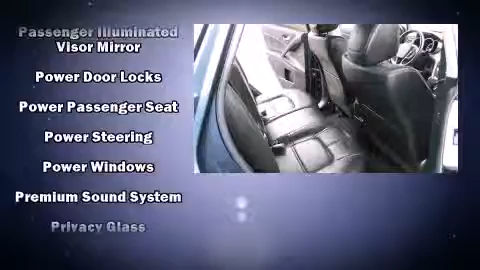 Passenger Illuminated
Visor Mirror
Power Door Locks
Power Passenger Seat
Power Steering
Power Windows
Premium Sound System
Privacy Glass